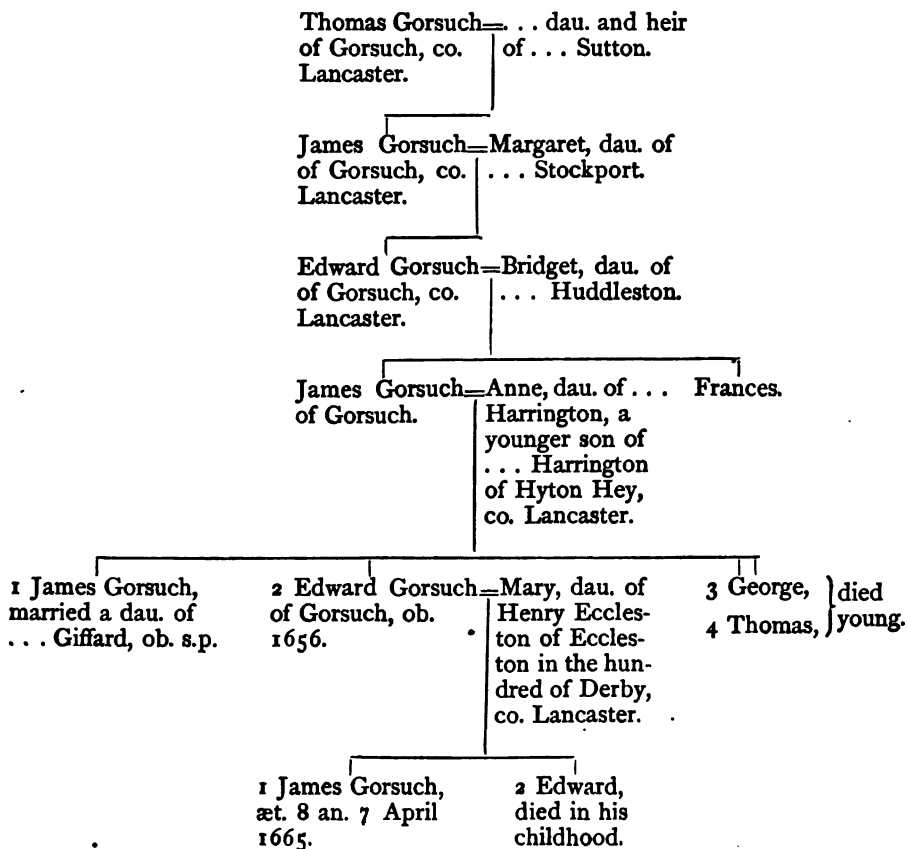 Thomas Gorsuch=. . . dau. and heir
of Gorsuch, co. of . . . Sutton.
Lancaster.
James Gorsuch=Margaret, dau. of
of Gorsuch, co. . . . Stockport.
Lancaster.
Edward Gorsuch=Bridget, dau. of
of Gorsuch, co. . . . Huddleston.
Lancaster.
James Gorsuch=Anne, dau. of . . . Frances.
of Gorsuch. Harrington, a
younger son of
. . . Harrington
of Hyton Hey,
co. Lancaster.
1 James Gorsuch,
married a dau. of
. . . Giffard, ob. s.p.
2 Edward Gorsuch=Mary, dau. of
of Gorsuch, ob. Henry Eccles-
1656. ton of Eccles-
ton in the hun-
dred of Derby,
co. Lancaster.
3 George,
4 Thomas,
died
young.
1 James Gorsuch,
æt. 8 an. 7 April
1665.
2 Edward,
died in his
childhood.